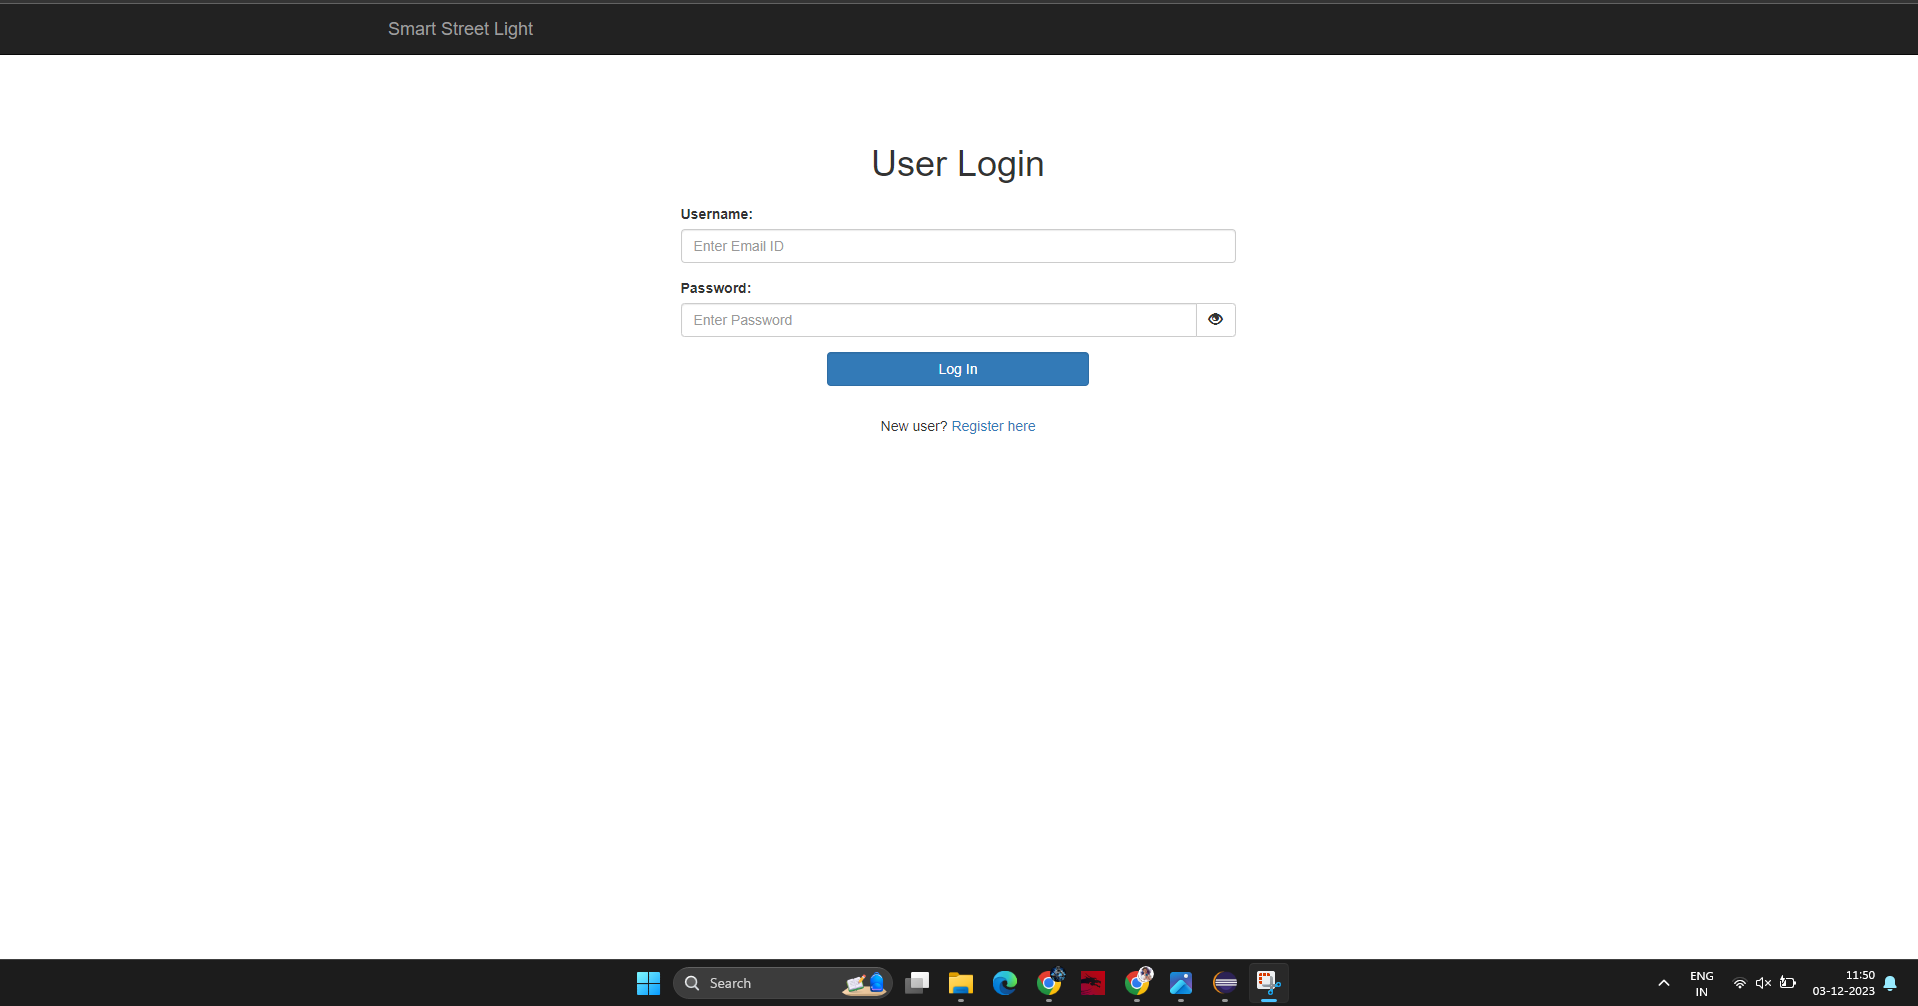 Smart Street Light
User Login
Username:
Enter Email ID
Password:
Enter Password
Log In
New user? Register here
Search
ENG
IN
11:50
03-12-2023